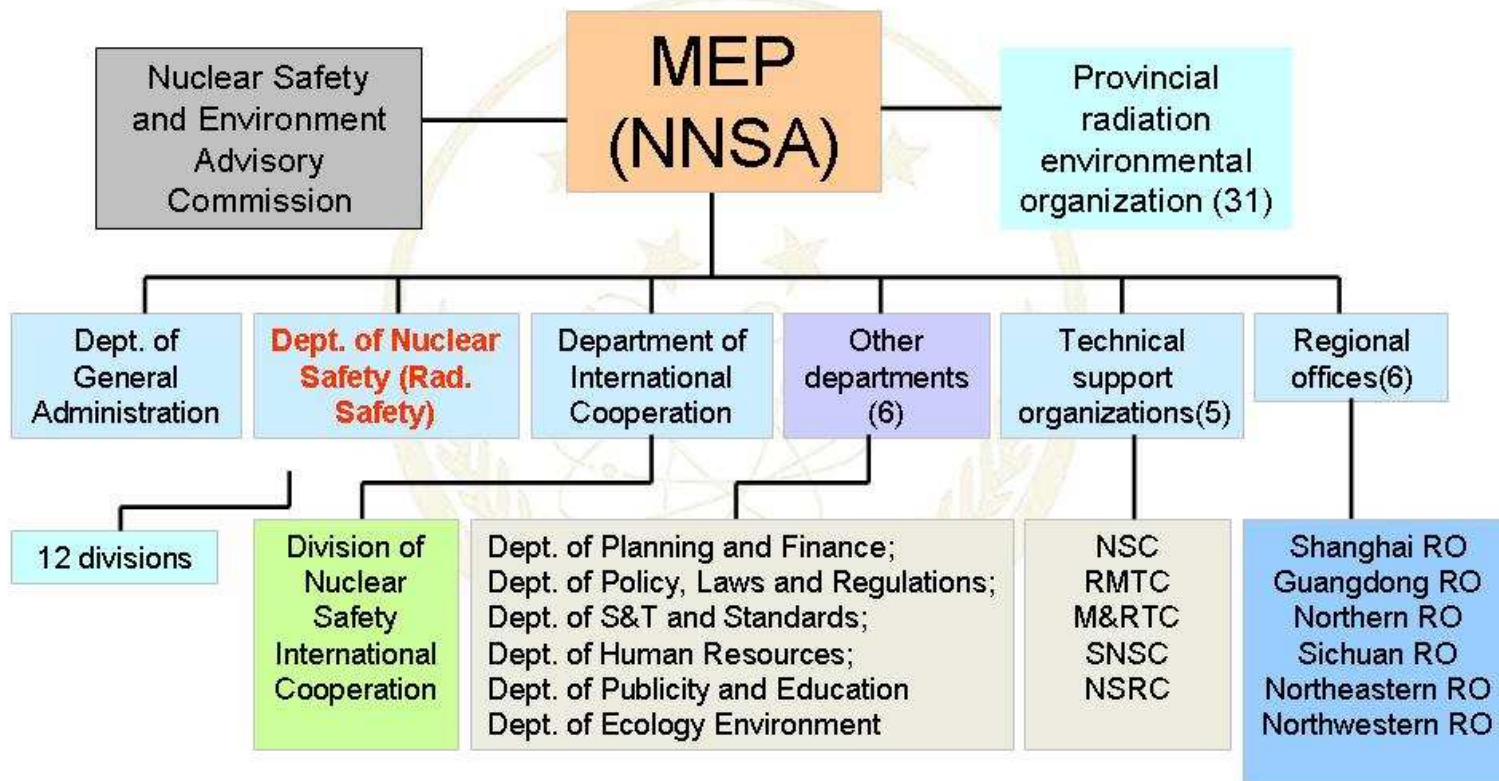 MEP
(NNSA)
Nuclear Safety
and Environment
Advisory
Commission
Provincial
radiation
environmental
organization (31)
Dept. of
General
Administration
Dept. of Nuclear
Safety (Rad.
Safety)
Department of
International
Cooperation
Other
departments
(6)
Technical
support
organizations(5)
Regional
offices(6)
12 divisions
Division of
Nuclear
Safety
International
Cooperation
Dept. of Planning and Finance;
Dept. of Policy, Laws and Regulations;
Dept. of S&T and Standards;
Dept. of Human Resources;
Dept. of Publicity and Education
Dept. of Ecology Environment
NSC
RMTC
M&RTC
SNSC
NSRC
Shanghai RO
Guangdong RO
Northern RO
Sichuan RO
Northeastern RO
Northwestern RO